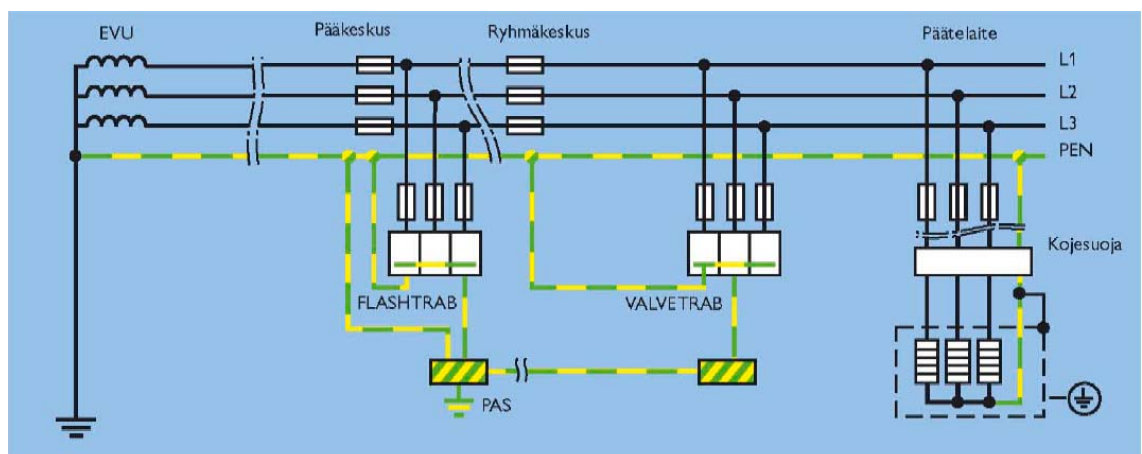 EVU
Pääkeskus
Ryhmäkeskus
Päätelaite
L1
L2
L3
PEN
Kojesuoja
FLASHTRAB
VALVETRAB
PAS